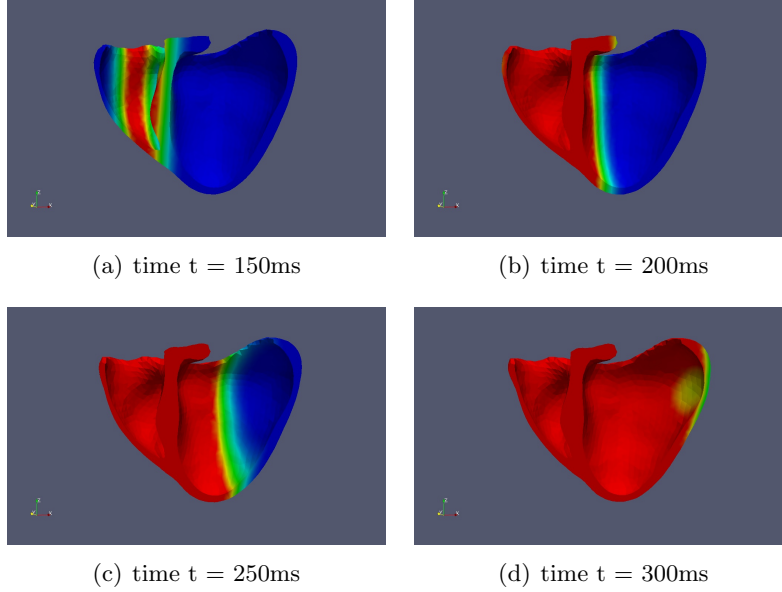 (a) time t = 150ms
(b) time t = 200ms
(c) time t = 250ms
(d) time t = 300ms